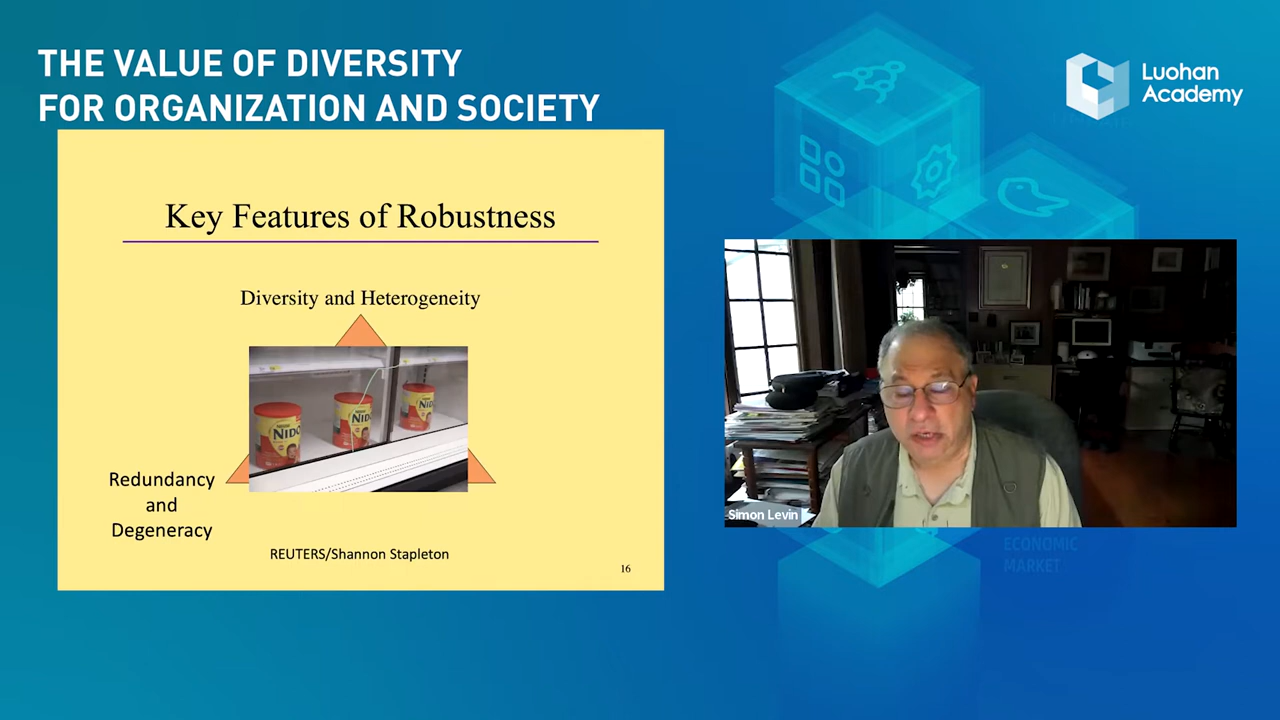 THE VALUE OF DIVERSITY
FOR ORGANIZATION AND SOCIETY
Luohan
Academy
Key Features of Robustness
Diversity and Heterogeneity
NIDO
NIDO
NIDO
Redundancy
and
Degeneracy
REUTERS/Shannon Stapleton
16
Simon Levin
ECONOMIC
MARKET